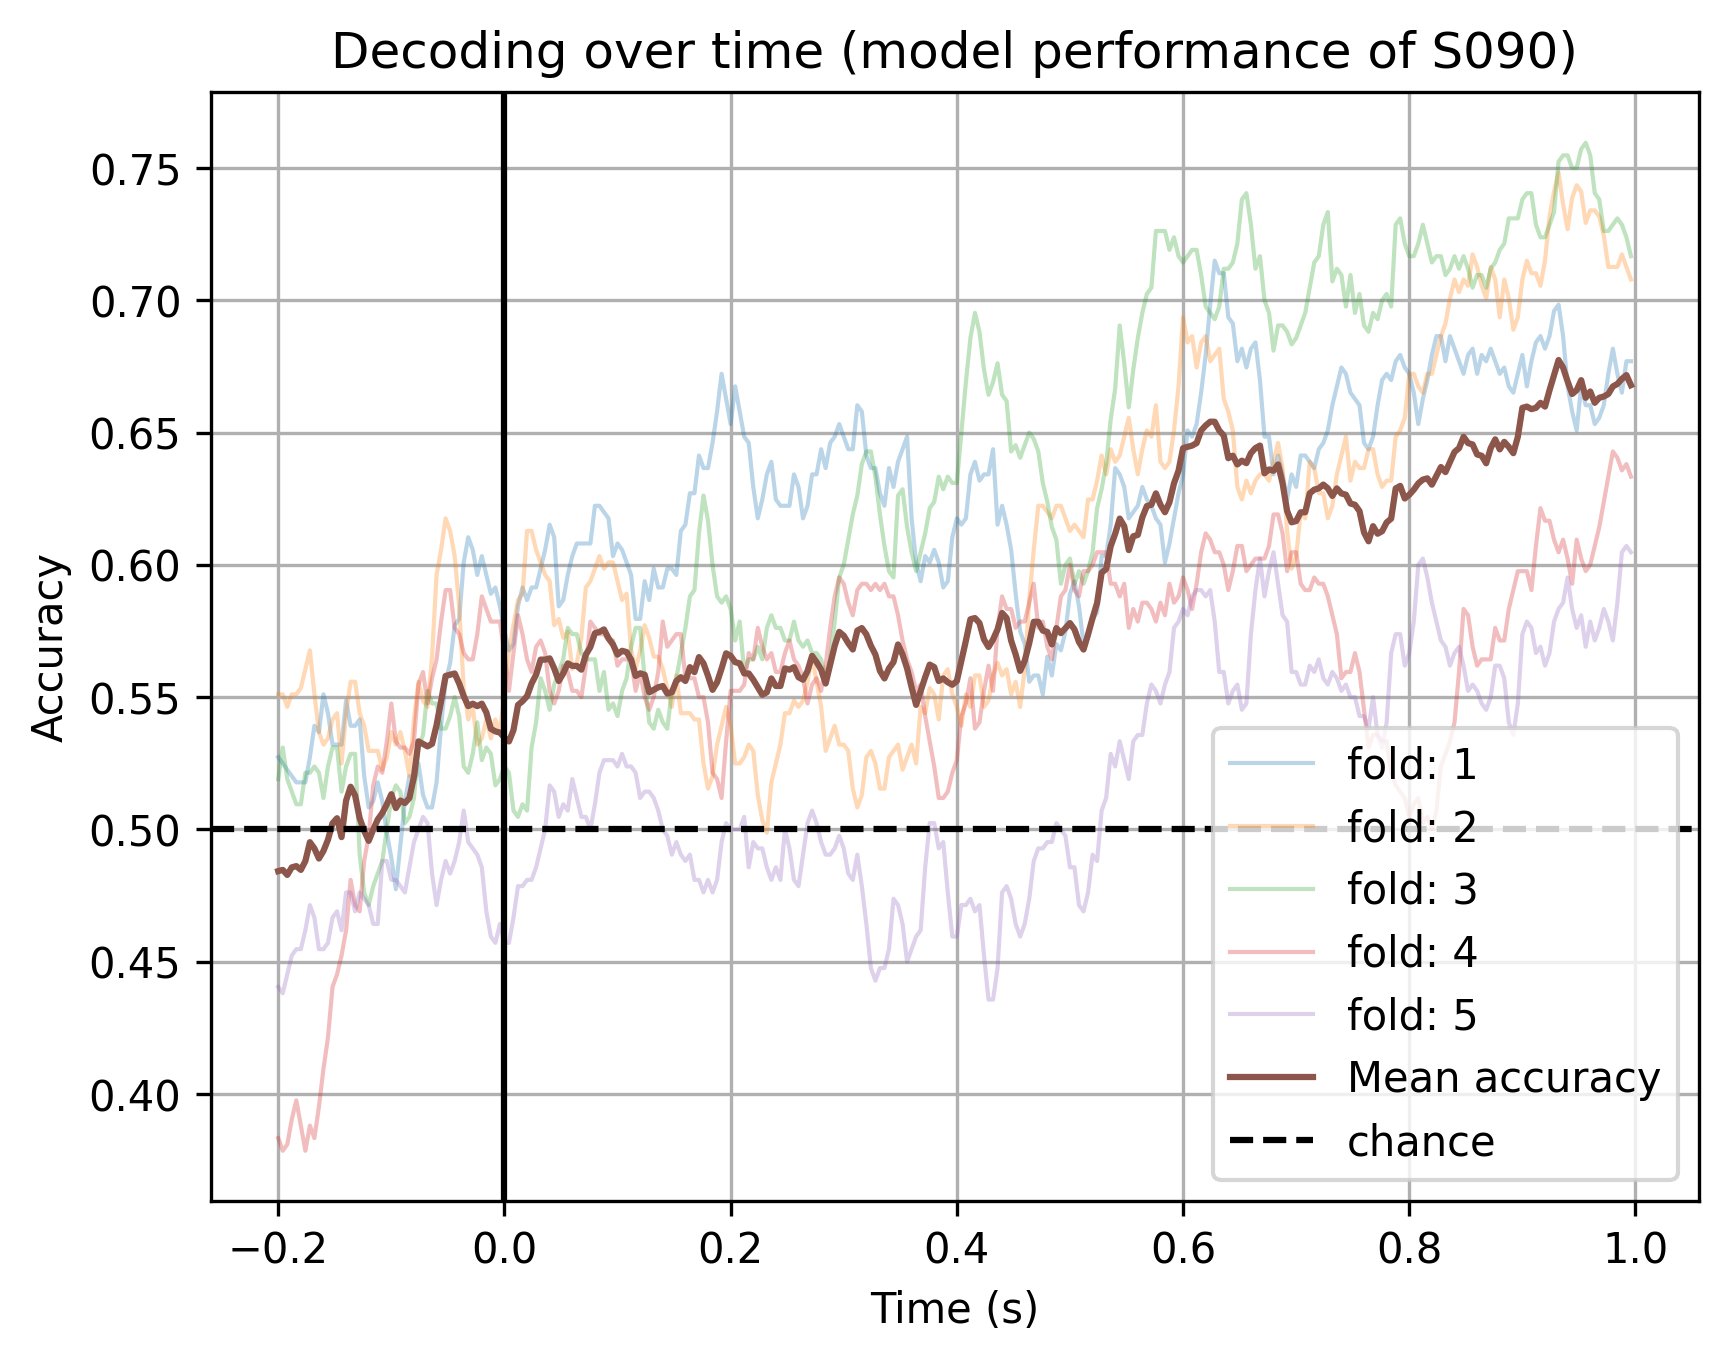 Decoding over time (model performance of S090)
Accuracy
0.75
0.70
0.65
0.60
0.55
0.50
0.45
0.40
fold: 1
fold: 2
fold: 3
fold: 4
fold: 5
Mean accuracy
chance
−0.2
0.0
0.2
0.4
0.6
0.8
1.0
Time (s)